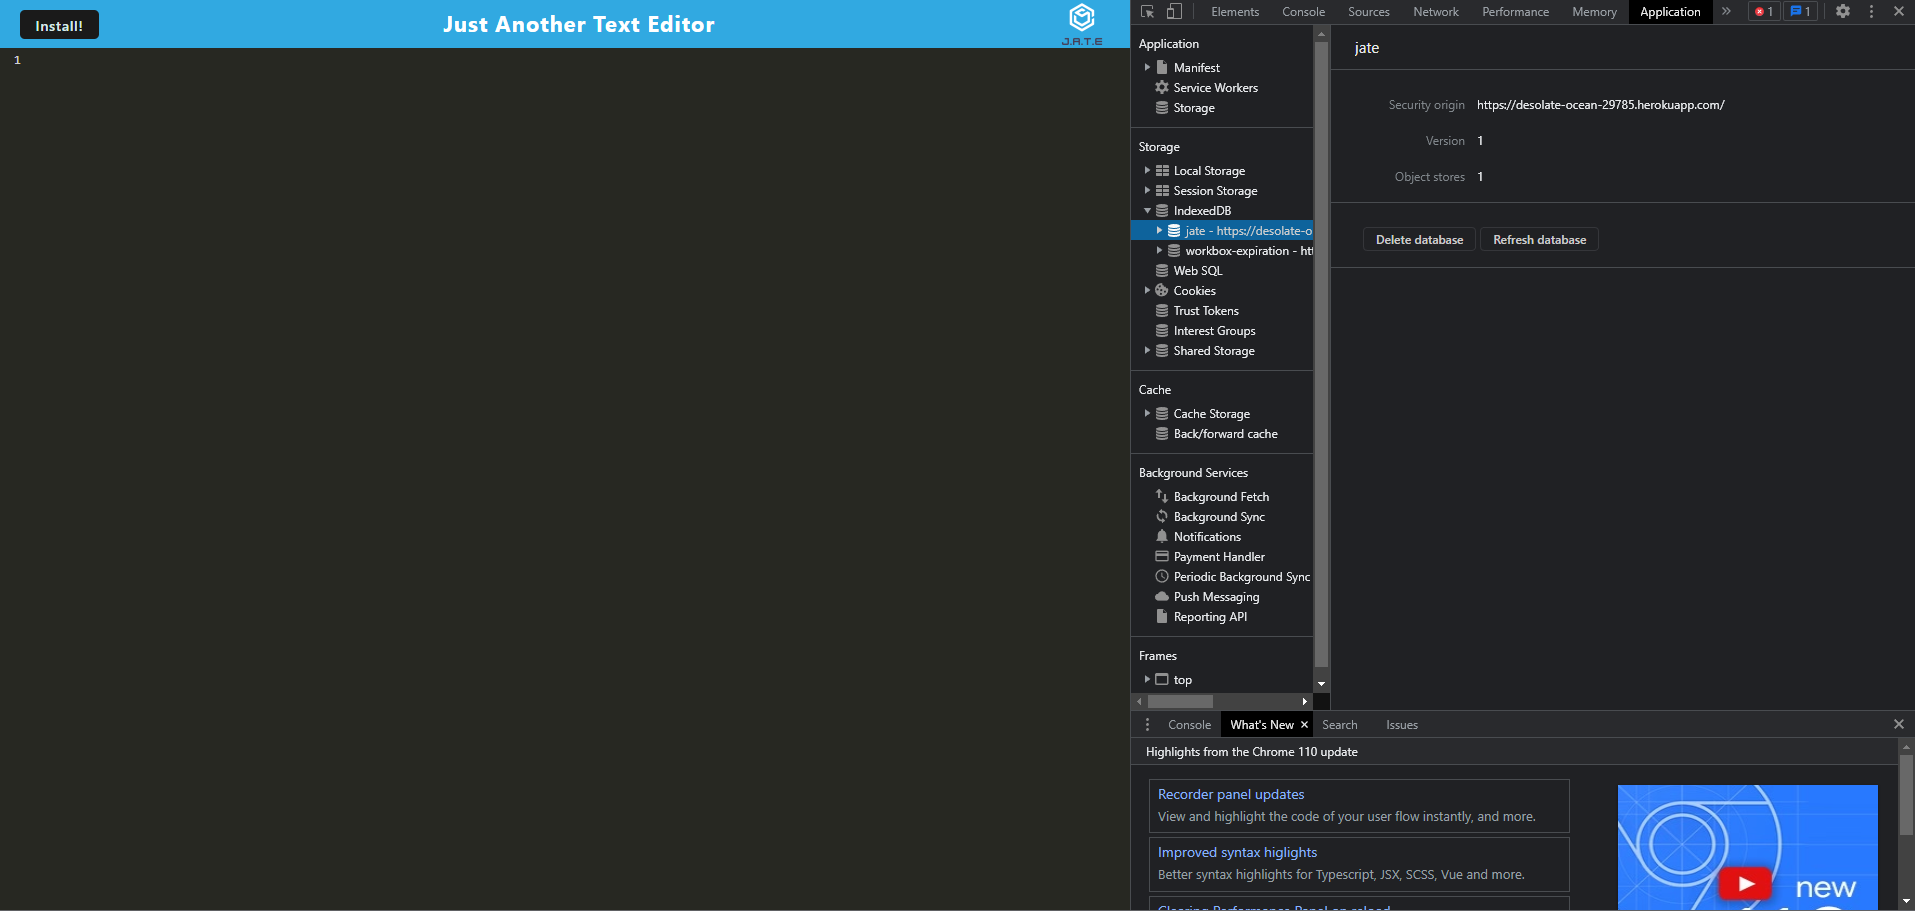 Install!
Just Another Text Editor
J.A.T.E
1
Elements Console Sources Network Performance Memory Application 1 1
Application
Manifest
Service Workers
Storage
Storage
Local Storage
Session Storage
IndexedDB
jate - https://desolate-o
workbox-expiration - htt
Web SQL
Cookies
Trust Tokens
Interest Groups
Shared Storage
Cache
Cache Storage
Back/forward cache
Background Services
Background Fetch
Background Sync
Notifications
Payment Handler
Periodic Background Sync
Push Messaging
Reporting API
Frames
top
jate
Security origin https://desolate-ocean-29785.herokuapp.com/
Version 1
Object stores 1
Delete database Refresh database
Console What's New Search Issues
Highlights from the Chrome 110 update
Recorder panel updates
View and highlight the code of your user flow instantly, and more.
Improved syntax higlights
Better syntax highlights for Typescript, JSX, SCSS, Vue and more.
Clearing Performance Panel on reload
new